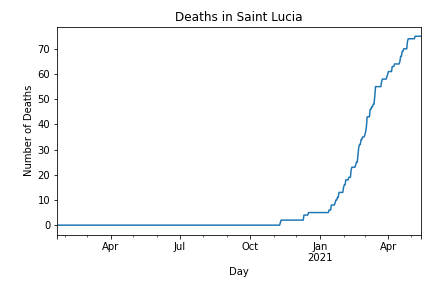 Deaths in Saint Lucia
70
60
50
40
30
20
10
0
Number of Deaths
Apr
Jul
Oct
Jan
2021
Apr
Day